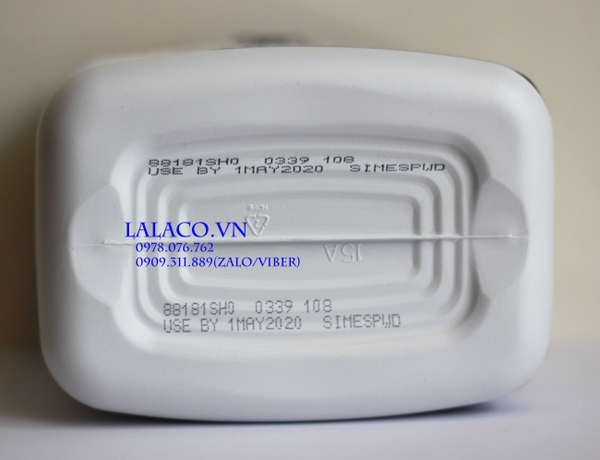 88181SH0 0339 108
USE BY 1MAY2020 SIMESPWD
LALACO.VN
0978.076.762
0909.311.889(ZALO/VIBER)
15A
88181SH0 0339 108
USE BY 1MAY2020 SIMESPWD